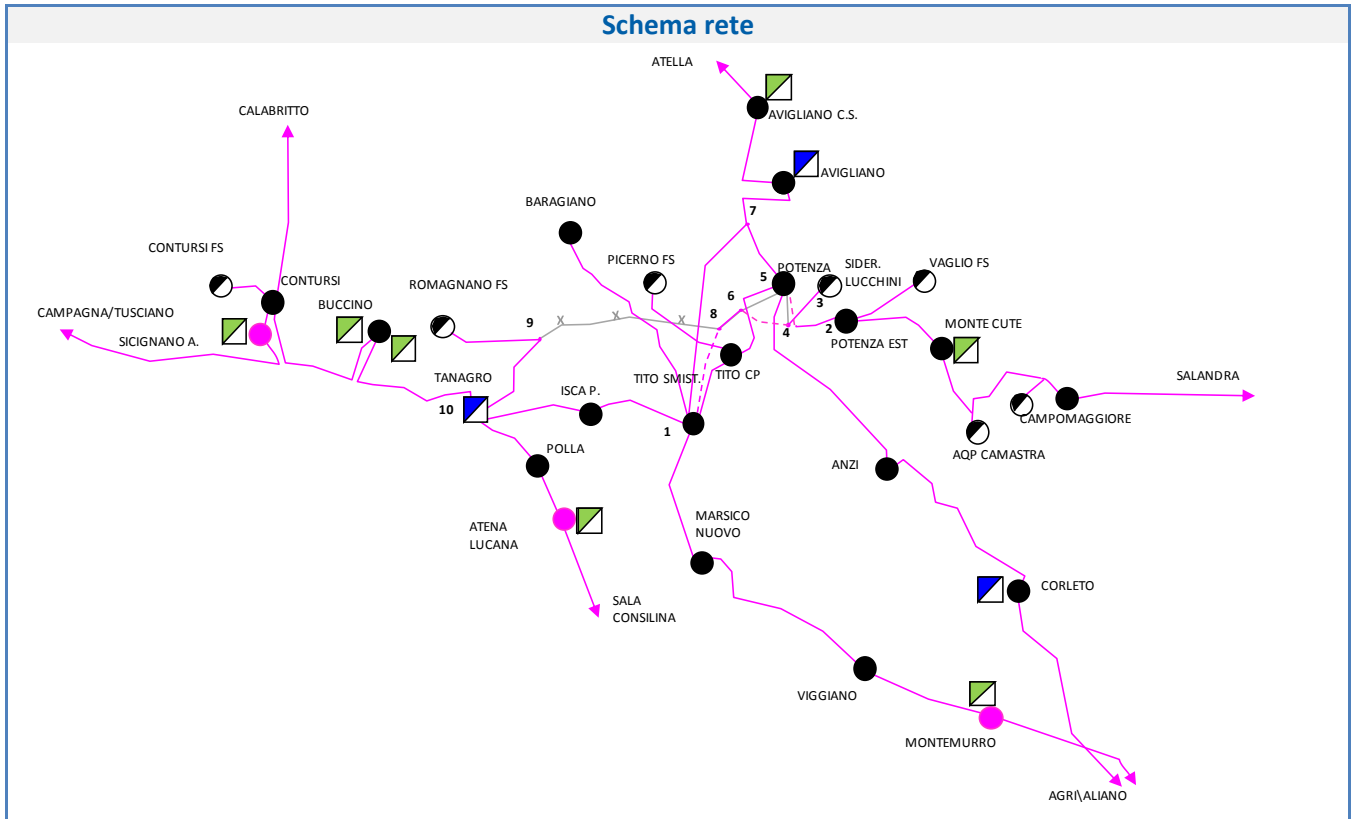 Schema rete
ATELLA
AVIGLIANO C.S.
CALABRITTO
AVIGLIANO
BARAGIANO
7
CONTURSI FS
PICERNO FS
5
POTENZA
SIDER.
LUCCHINI
VAGLIO FS
CONTURSI
ROMAGNANO FS
6
3
BUCCINO
CAMPAGNA/TUSCIANO
8
9
4
2
POTENZA EST
MONTE CUTE
SICIGNANO A.
TANAGRO
TITO SMIST.
TITO CP
SALANDRA
ISCA P.
10
1
CAMPOMAGGIORE
POLLA
ANZI
AQP CAMASTRA
ATENA
LUCANA
MARSICO
NUOVO
CORLETO
SALA
CONSILINA
VIGGIANO
MONTEMURRO
AGRI\ALIANO